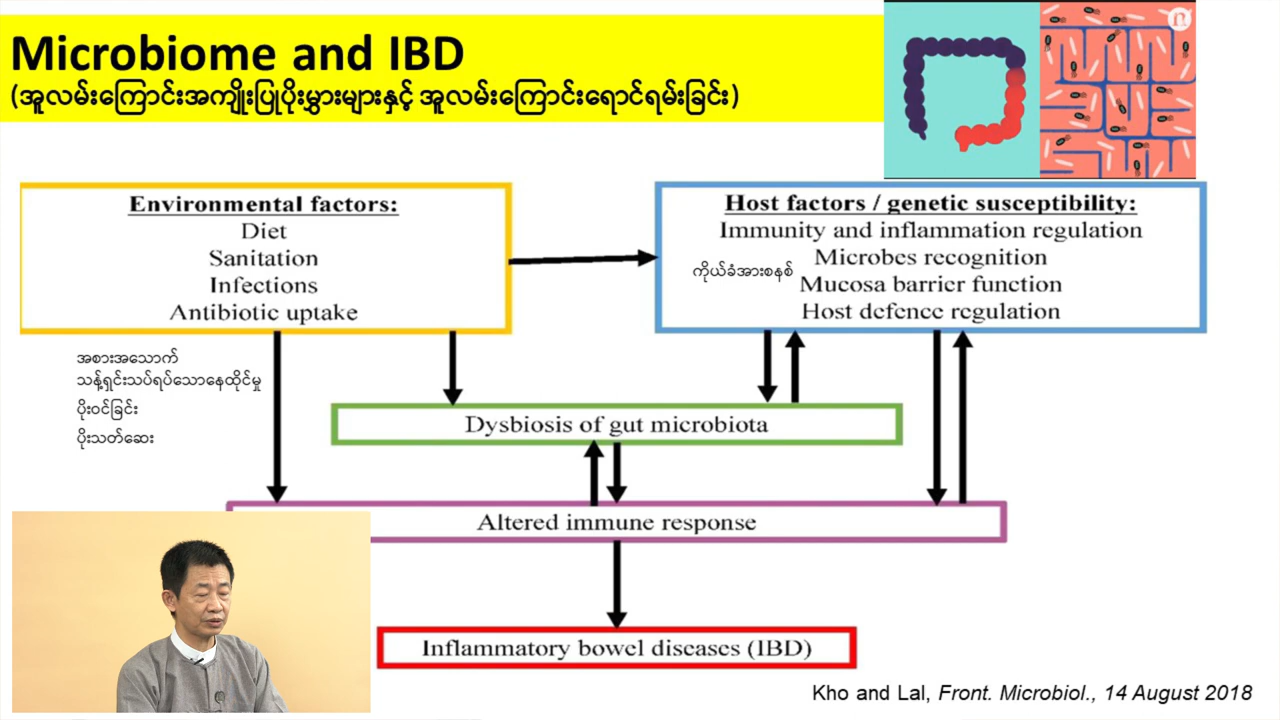 Microbiome and IBD
(အူလမ်းကြောင်းအကျိုးပြုပိုးမွှားများနှင့် အူလမ်းကြောင်းရောင်ရမ်းခြင်း)
Environmental factors:
Diet
Sanitation
Infections
Antibiotic uptake
Host factors / genetic susceptibility:
Immunity and inflammation regulation
Microbes recognition
ကိုယ်ခံအားစနစ်
Mucosa barrier function
Host defence regulation
အစားအသောက်
သန့်ရှင်းသပ်ရပ်သောနေထိုင်မှု
ပိုးဝင်ခြင်း
ပိုးသတ်ဆေး
Dysbiosis of gut microbiota
Altered immune response
Inflammatory bowel diseases (IBD)
Kho and Lal, Front. Microbiol., 14 August 2018